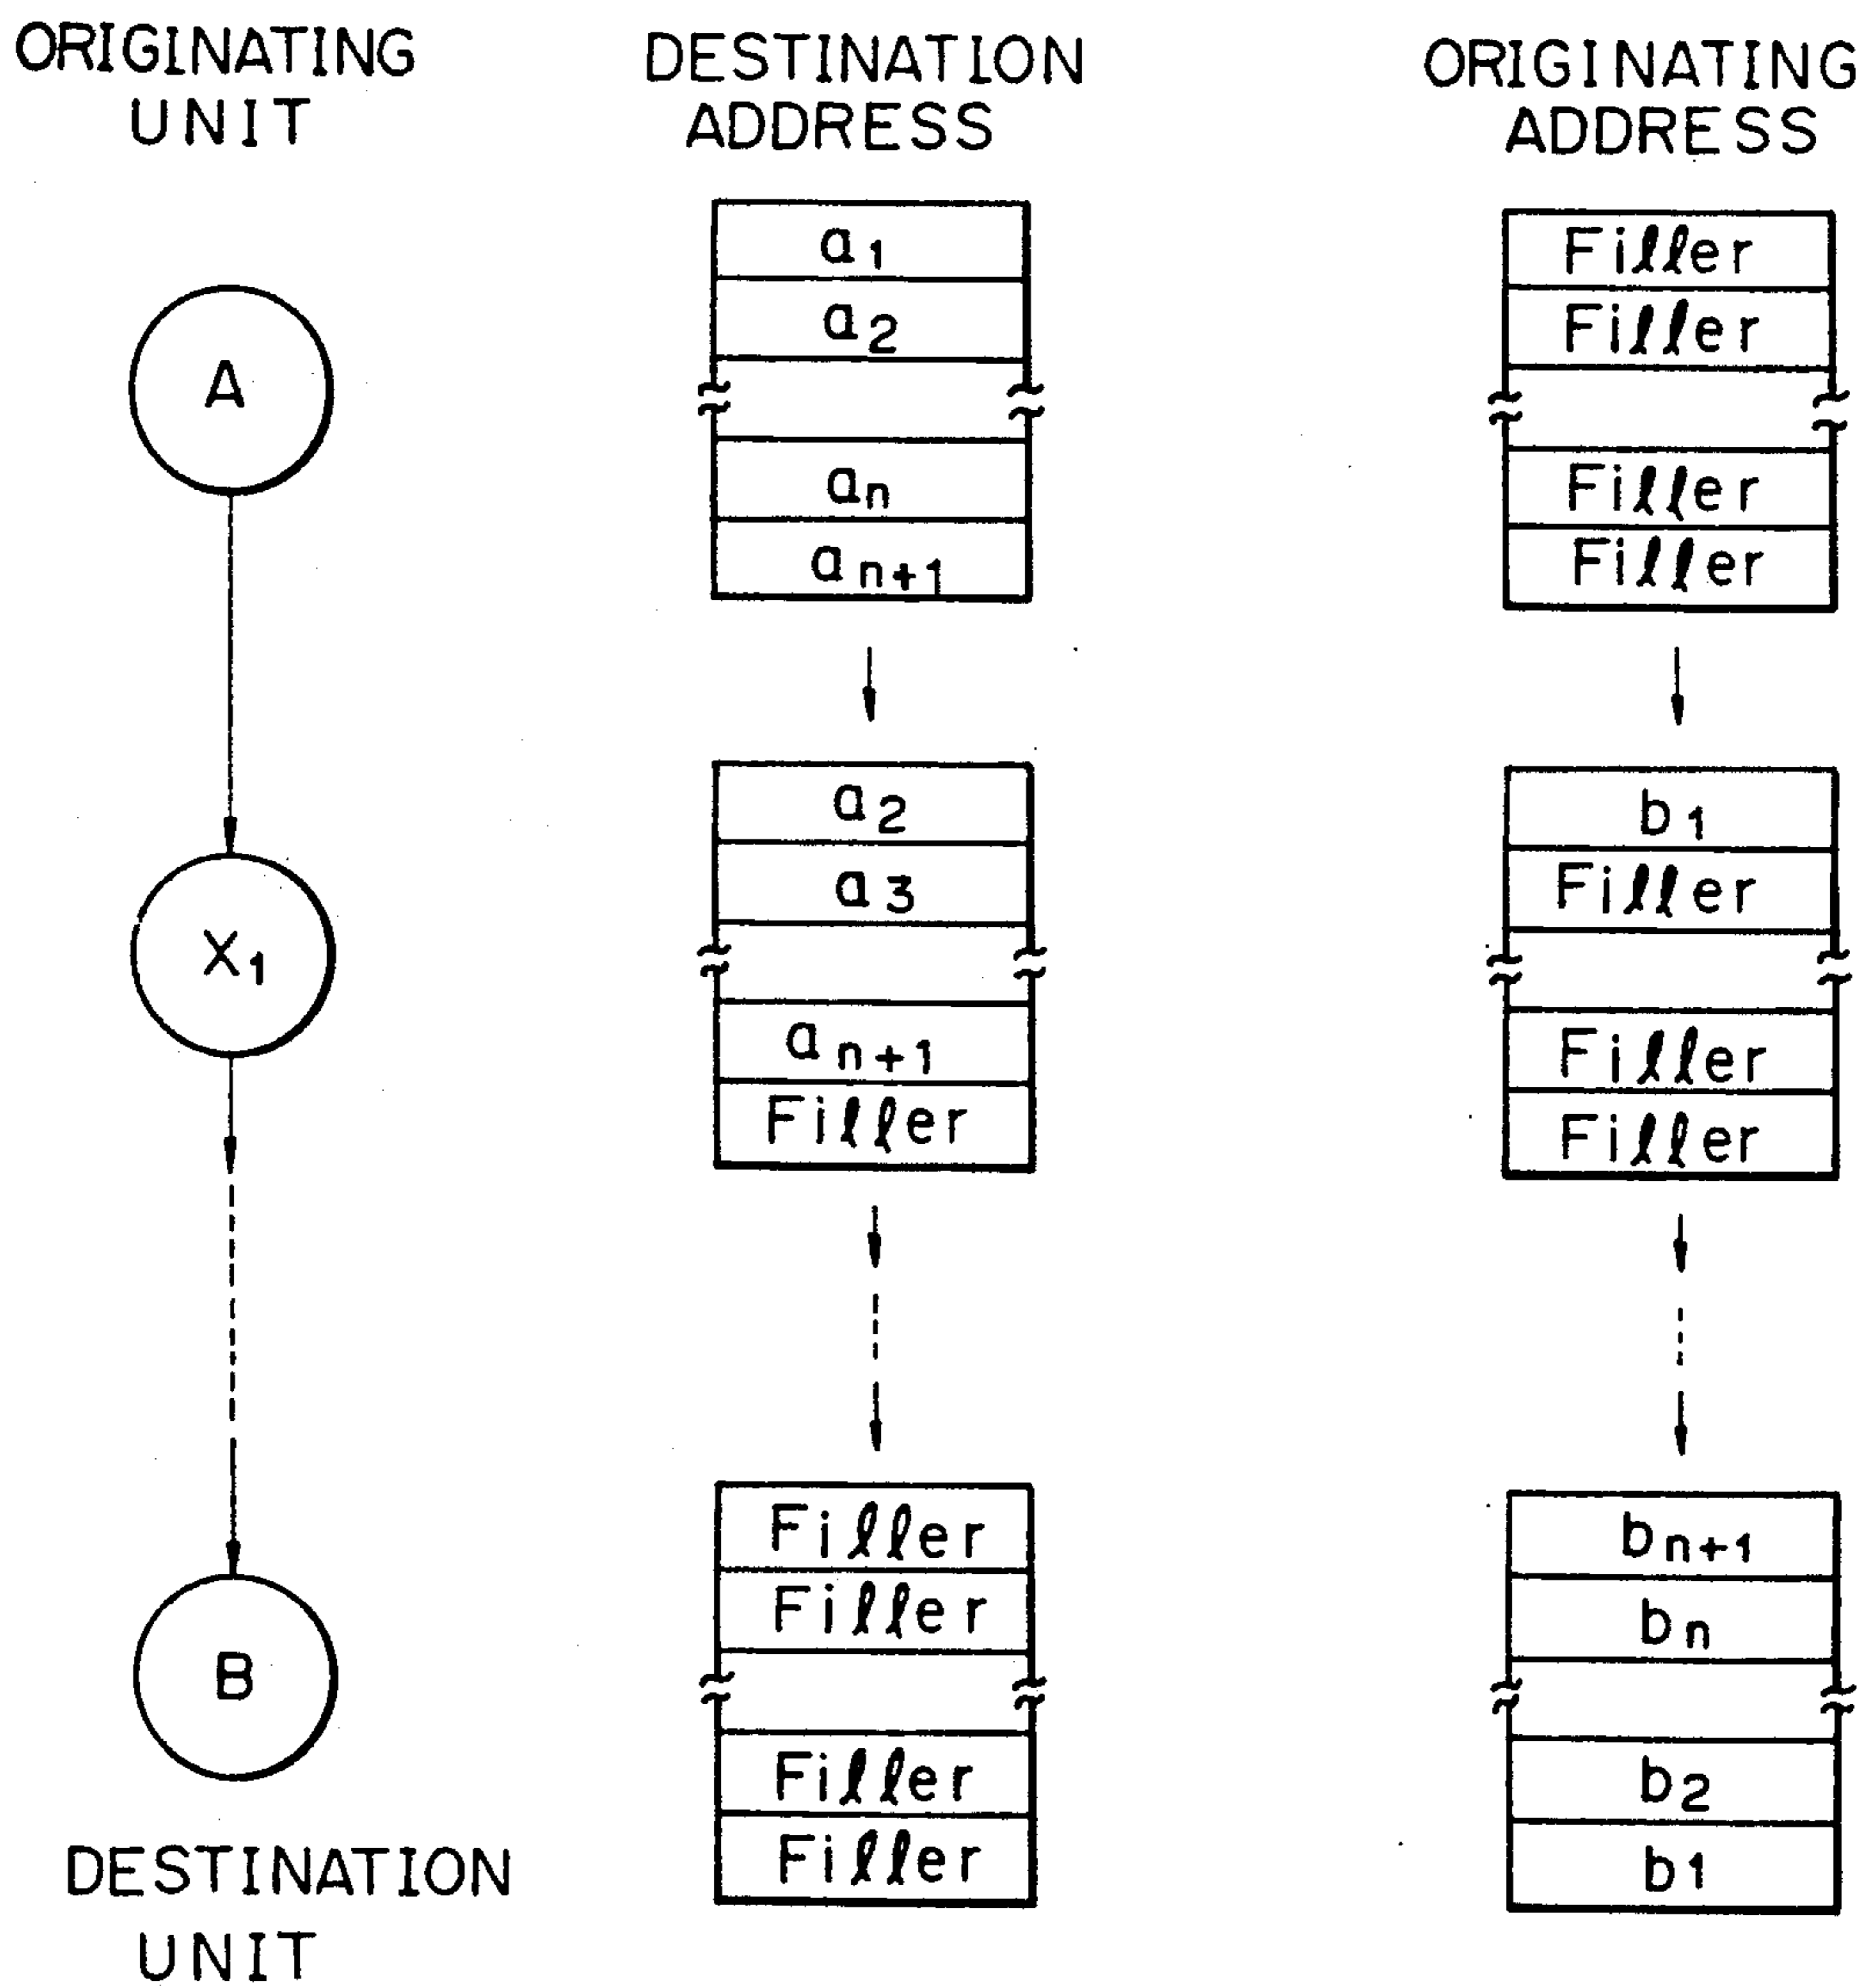 ORIGINATING
UNIT
DESTINATION
ADDRESS
ORIGINATING
ADDRESS
A
a1
a2
an
an+1
Filler
Filler
Filler
Filler
X1
a2
a3
an+1
Filler
b1
Filler
Filler
Filler
B
Filler
Filler
Filler
Filler
bn+1
bn
b2
b1
DESTINATION
UNIT